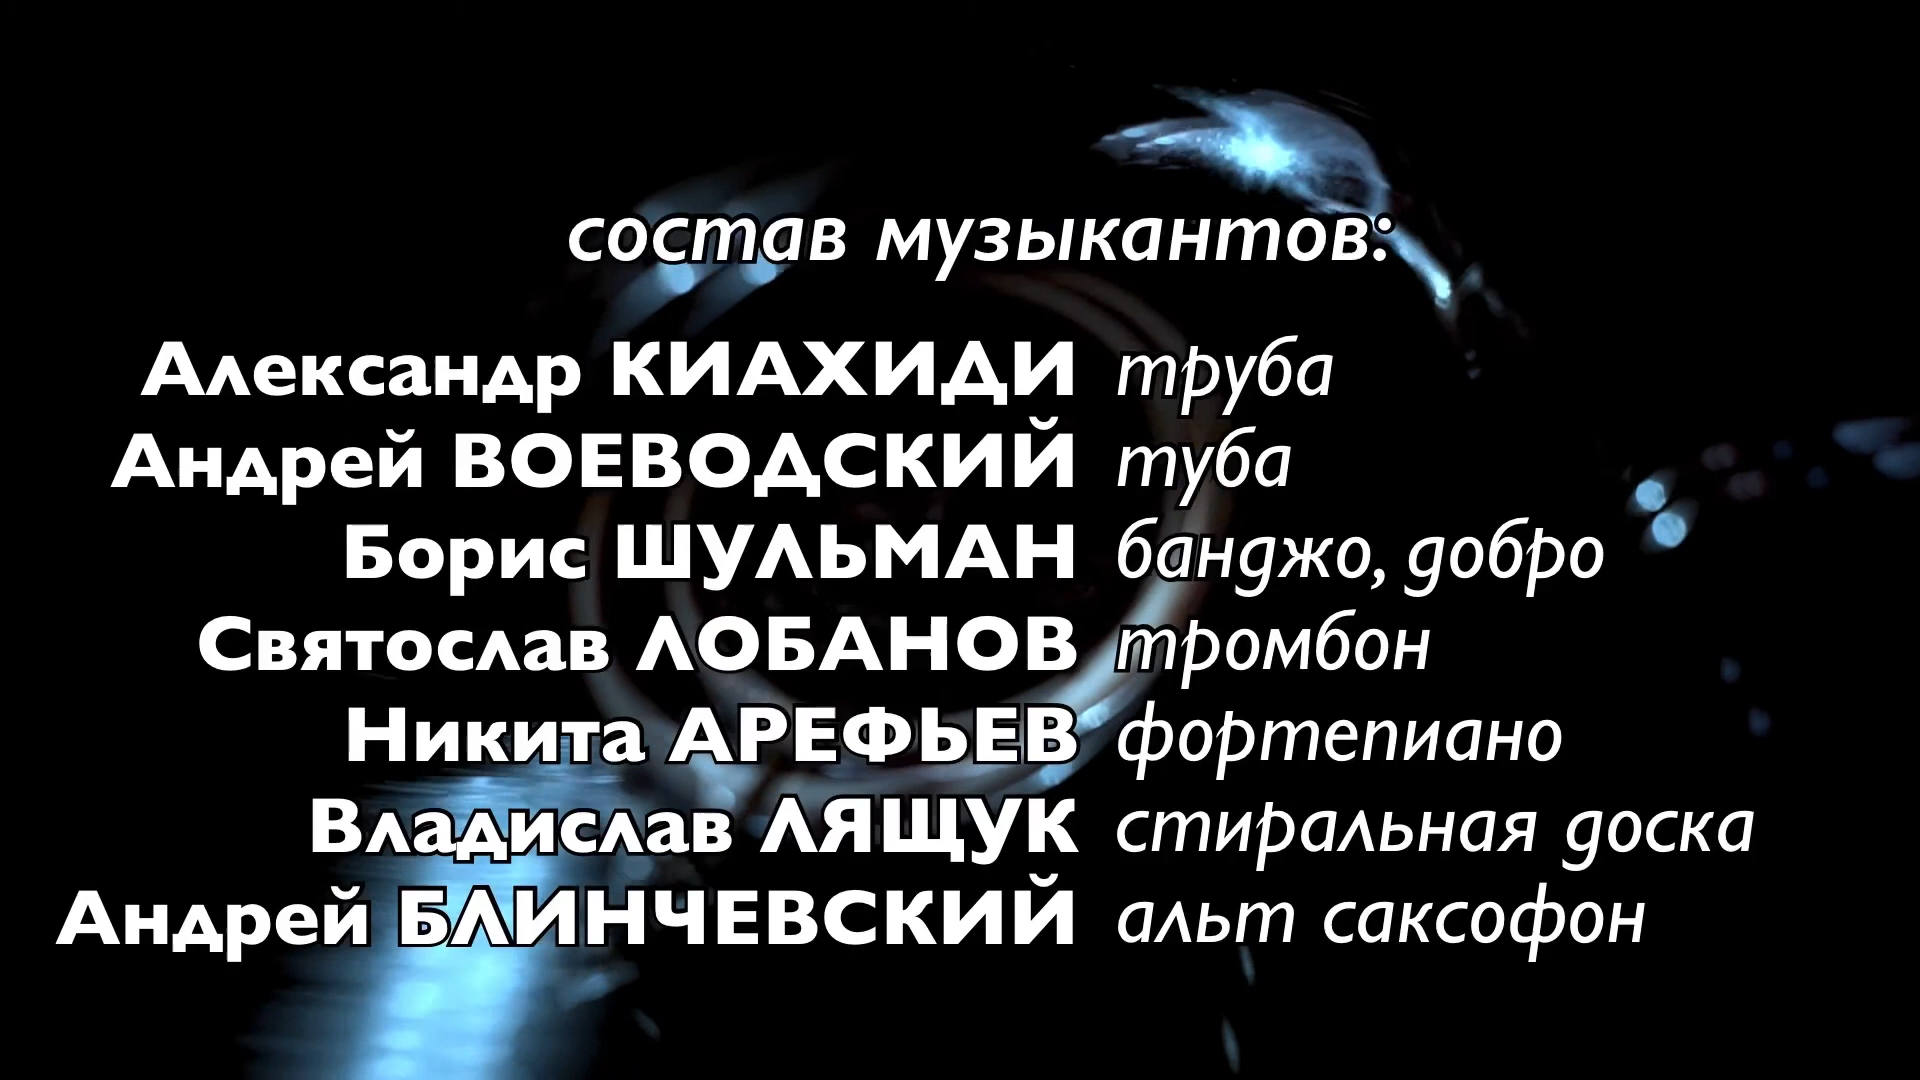 состав музыкантов:
Александр КИАХИДИ труба
Андрей ВОЕВОДСКИЙ туба
Борис ШУЛЬМАН банджо, добро
Святослав ЛОБАНОВ тромбон
Никита АРЕФЬЕВ фортепиано
Владислав ЛЯЩУК стиральная доска
Андрей БЛИНЧЕВСКИЙ альт саксофон